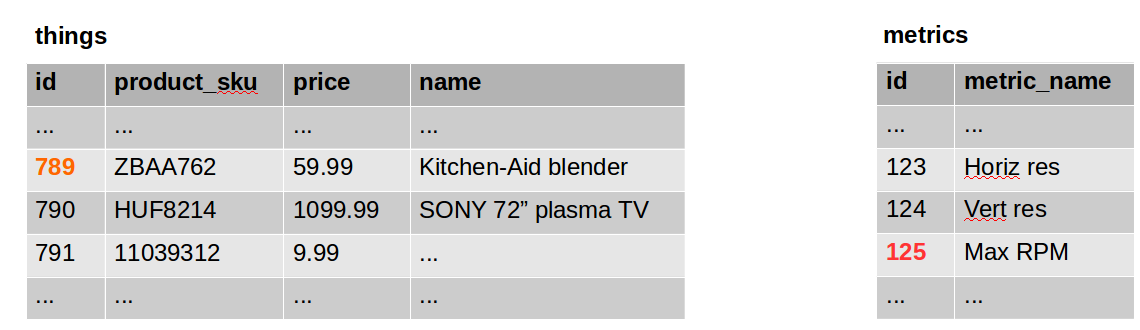 things
id product_sku price name
... ... ... ...
789 ZBAA762 59.99 Kitchen-Aid blender
790 HUF8214 1099.99 SONY 72” plasma TV
791 11039312 9.99 ...
... ... ... ...
metrics
id metric_name
... ...
123 Horiz res
124 Vert res
125 Max RPM
... ...